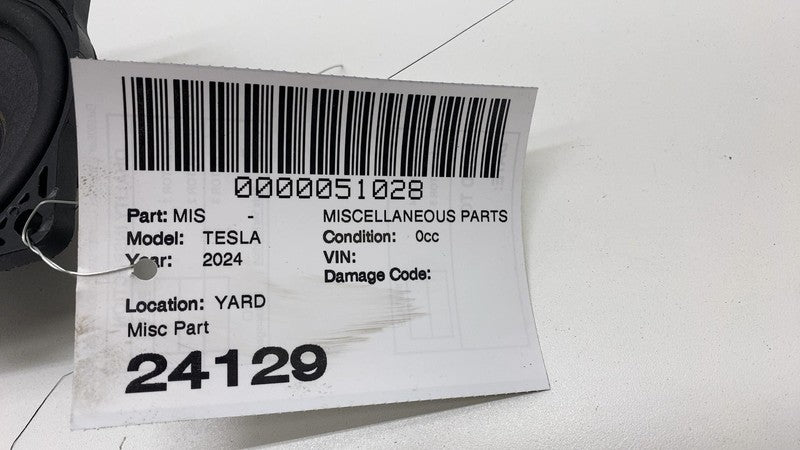 0000051028
Part: MIS - MISCELLANEOUS PARTS
Model: TESLA Condition: 0cc
Year: 2024 VIN:
Damage Code:
Location: YARD
Misc Part
24129